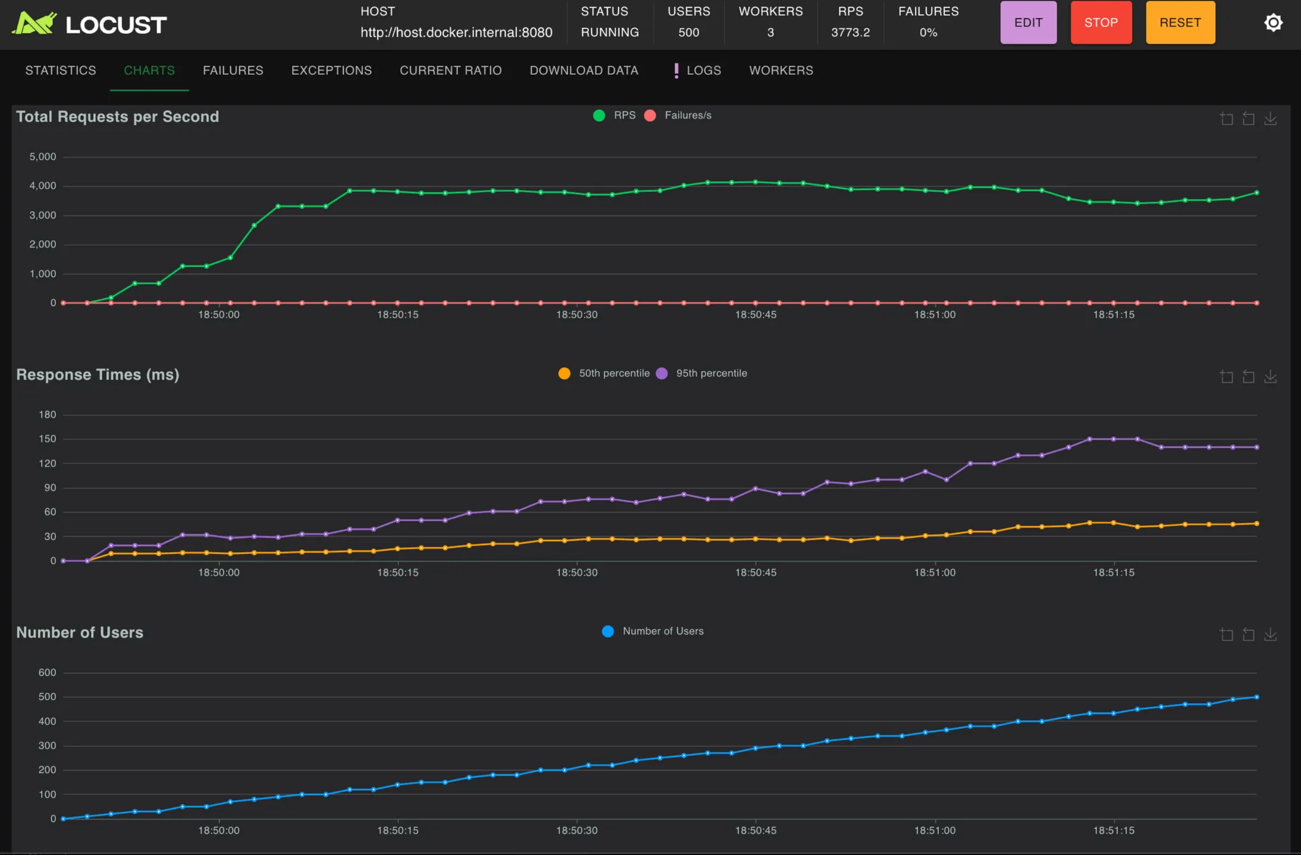 LOCUST
HOST
http://host.docker.internal:8080
STATUS
RUNNING
USERS
500
WORKERS
3
RPS
3773.2
FAILURES
0%
EDIT
STOP
RESET
STATISTICS
CHARTS
FAILURES
EXCEPTIONS
CURRENT RATIO
DOWNLOAD DATA
! LOGS
WORKERS
Total Requests per Second
RPS
Failures/s
5,000
4,000
3,000
2,000
1,000
0
18:50:00
18:50:15
18:50:30
18:50:45
18:51:00
18:51:15
Response Times (ms)
50th percentile
95th percentile
180
150
120
90
60
30
0
18:50:00
18:50:15
18:50:30
18:50:45
18:51:00
18:51:15
Number of Users
Number of Users
600
500
400
300
200
100
0
18:50:00
18:50:15
18:50:30
18:50:45
18:51:00
18:51:15